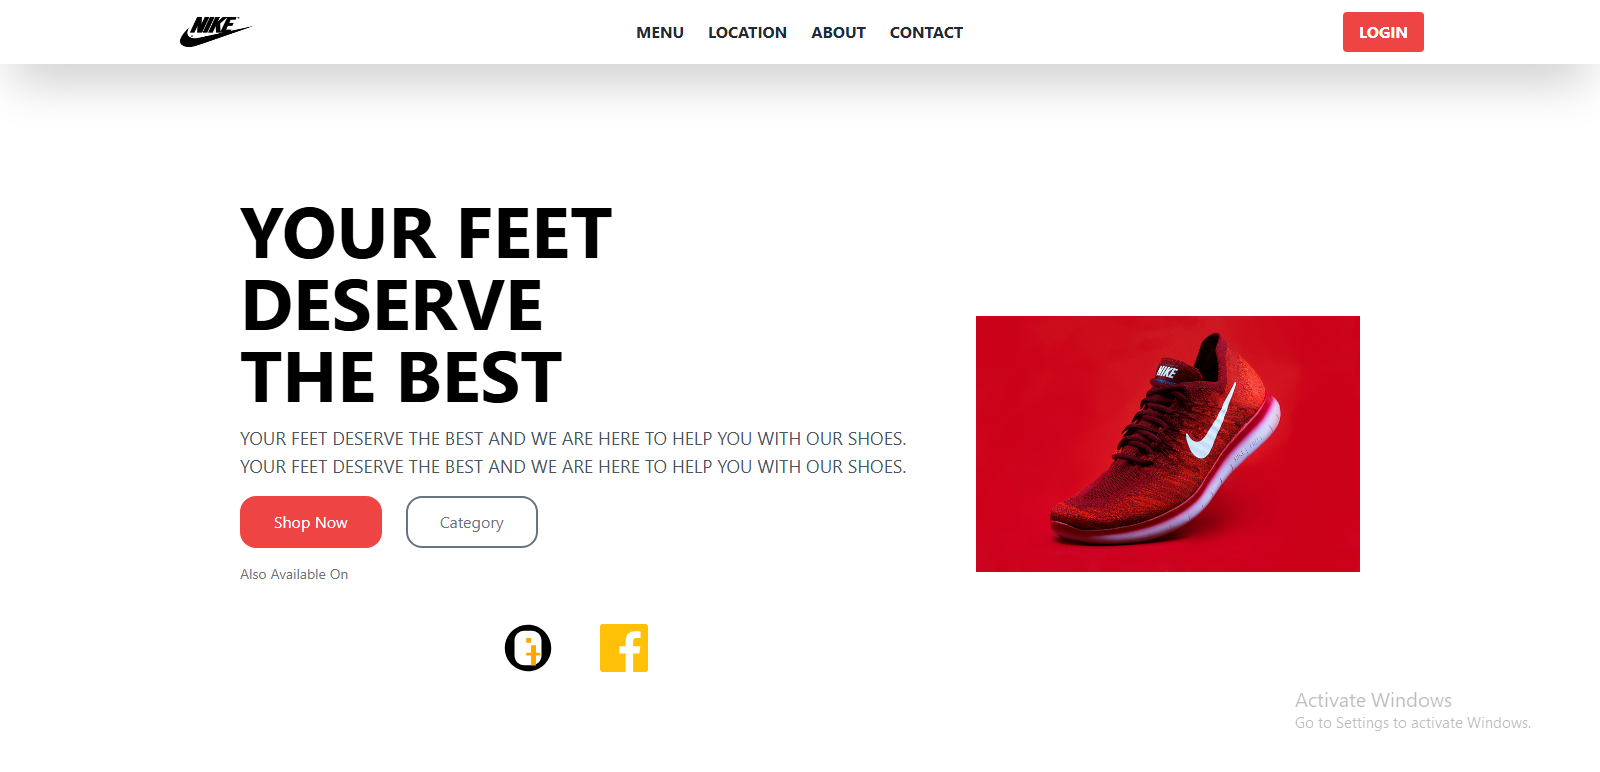 NIKE
MENU LOCATION ABOUT CONTACT
LOGIN
YOUR FEET
DESERVE
THE BEST
YOUR FEET DESERVE THE BEST AND WE ARE HERE TO HELP YOU WITH OUR SHOES.
YOUR FEET DESERVE THE BEST AND WE ARE HERE TO HELP YOU WITH OUR SHOES.
Shop Now
Category
NIKE
Also Available On
Activate Windows
Go to Settings to activate Windows.